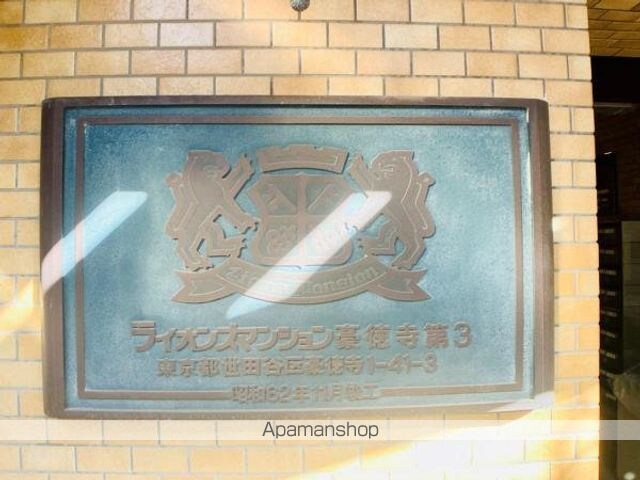 Lions Mansion
ライオンズマンション豪徳寺第3
東京都世田谷区豪徳寺1-41-3
昭和62年11月竣工
Apamanshop